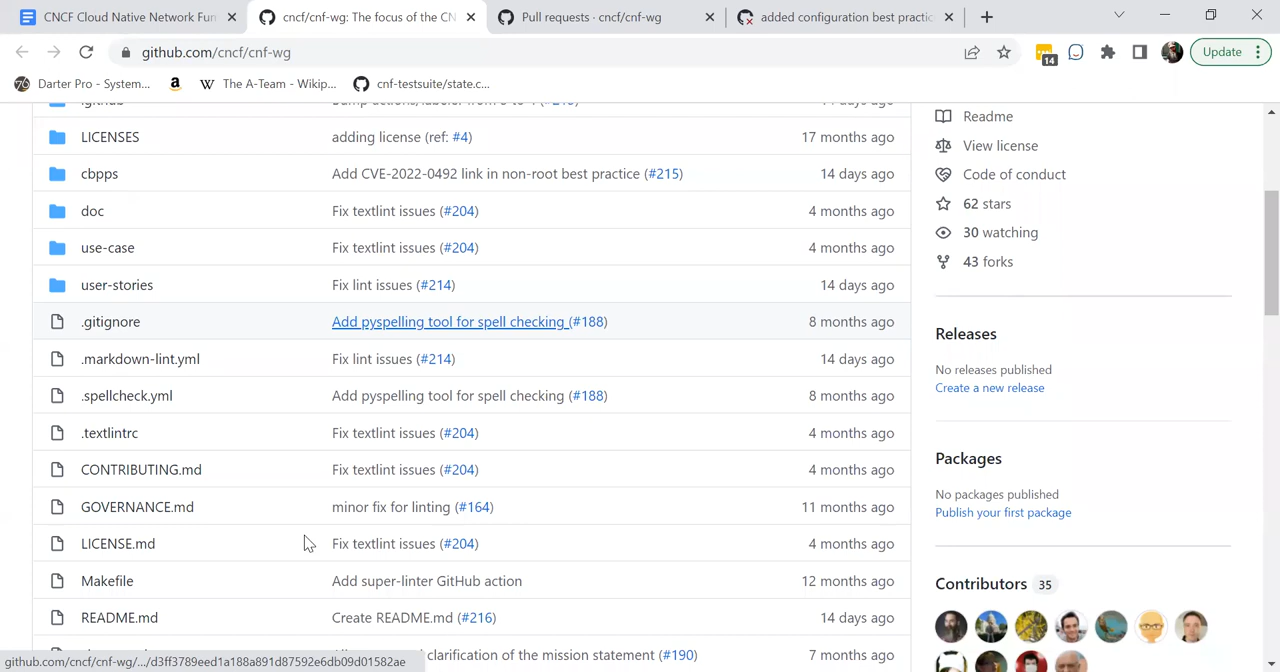 CNCF Cloud Native Network Fun
cncf/cnf-wg: The focus of the CN
Pull requests · cncf/cnf-wg
added configuration best practic
github.com/cncf/cnf-wg
14
Update
Darter Pro - System...
The A-Team - Wikip...
cnf-testsuite/state.c...
LICENSES
adding license (ref: #4)
17 months ago
cbpps
Add CVE-2022-0492 link in non-root best practice (#215)
14 days ago
doc
Fix textlint issues (#204)
4 months ago
use-case
Fix textlint issues (#204)
4 months ago
user-stories
Fix lint issues (#214)
14 days ago
.gitignore
Add pyspelling tool for spell checking (#188)
8 months ago
.markdown-lint.yml
Fix lint issues (#214)
14 days ago
.spellcheck.yml
Add pyspelling tool for spell checking (#188)
8 months ago
.textlintrc
Fix textlint issues (#204)
4 months ago
CONTRIBUTING.md
Fix textlint issues (#204)
4 months ago
GOVERNANCE.md
minor fix for linting (#164)
11 months ago
LICENSE.md
Fix textlint issues (#204)
4 months ago
Makefile
Add super-linter GitHub action
12 months ago
README.md
Create README.md (#216)
14 days ago
clarification of the mission statement (#190)
7 months ago
Readme
View license
Code of conduct
62 stars
30 watching
43 forks
Releases
No releases published
Create a new release
Packages
No packages published
Publish your first package
Contributors 35